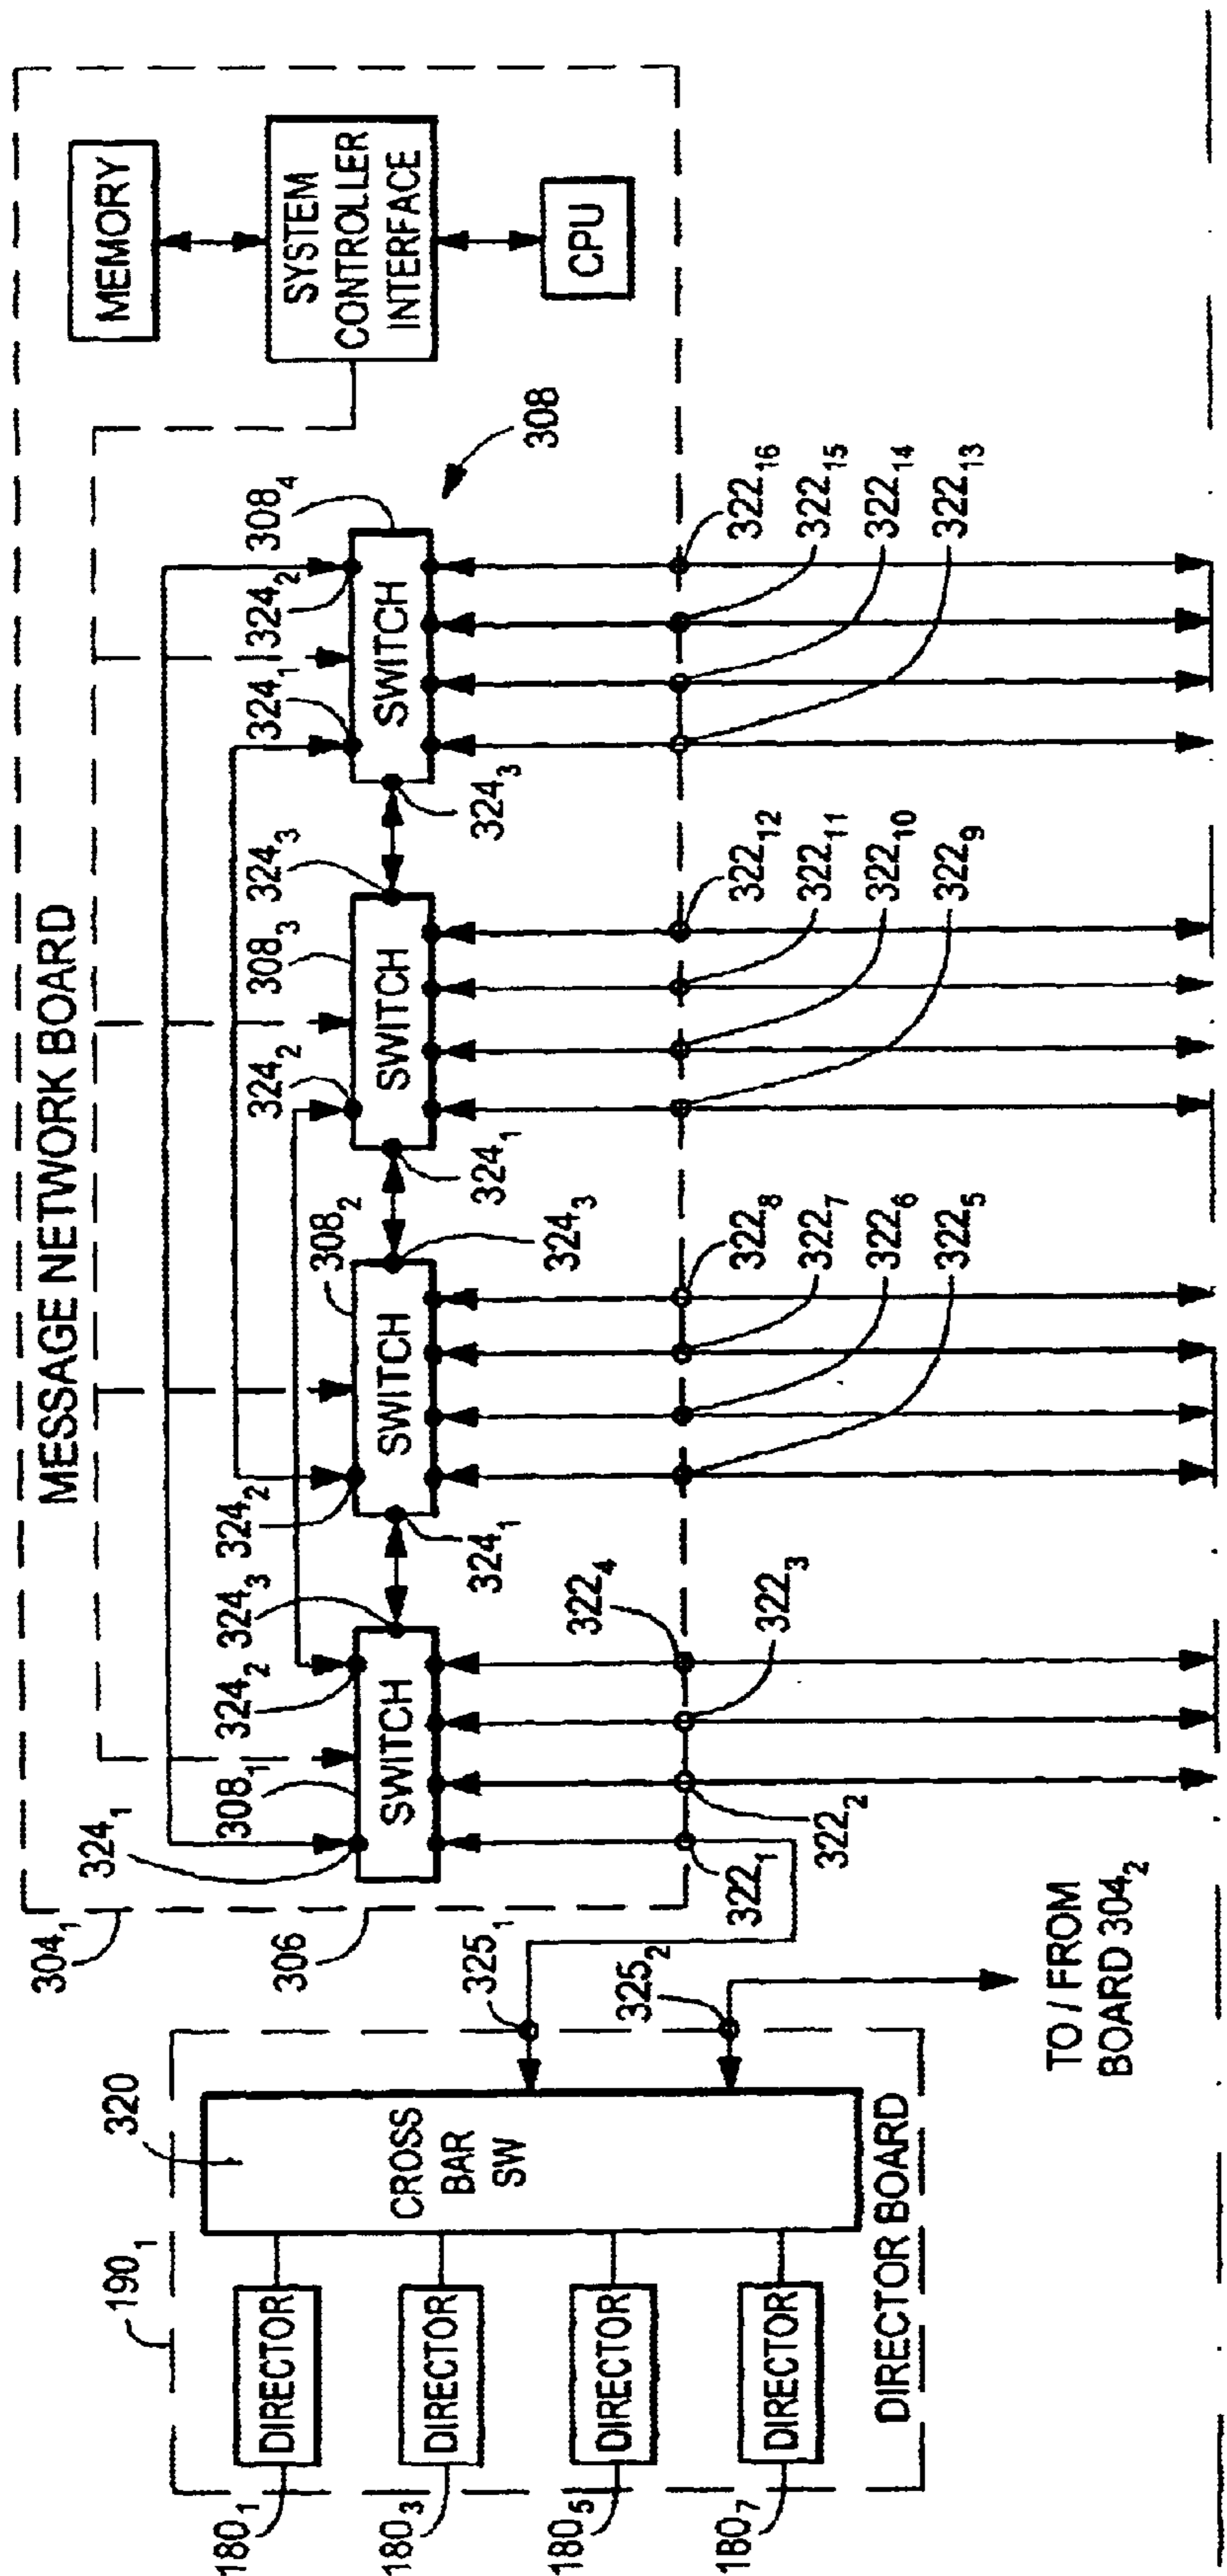 MESSAGE NETWORK BOARD
MEMORY
SYSTEM
CONTROLLER
INTERFACE
CPU
308
304₁
306
324₁
308₁
324₂
324₃
SWITCH
324₂
324₁
308₂
324₃
SWITCH
324₂
324₁
308₃
324₃
SWITCH
324₁
324₂
308₄
324₃
SWITCH
322₁
322₂
322₃
322₄
322₅
322₆
322₇
322₈
322₉
322₁₀
322₁₁
322₁₂
322₁₃
322₁₄
322₁₅
322₁₆
190₁
320
CROSS
BAR
SW
325₁
325₂
DIRECTOR
DIRECTOR
DIRECTOR
DIRECTOR
180₁
180₃
180₅
180₇
DIRECTOR BOARD
TO / FROM
BOARD 304₂